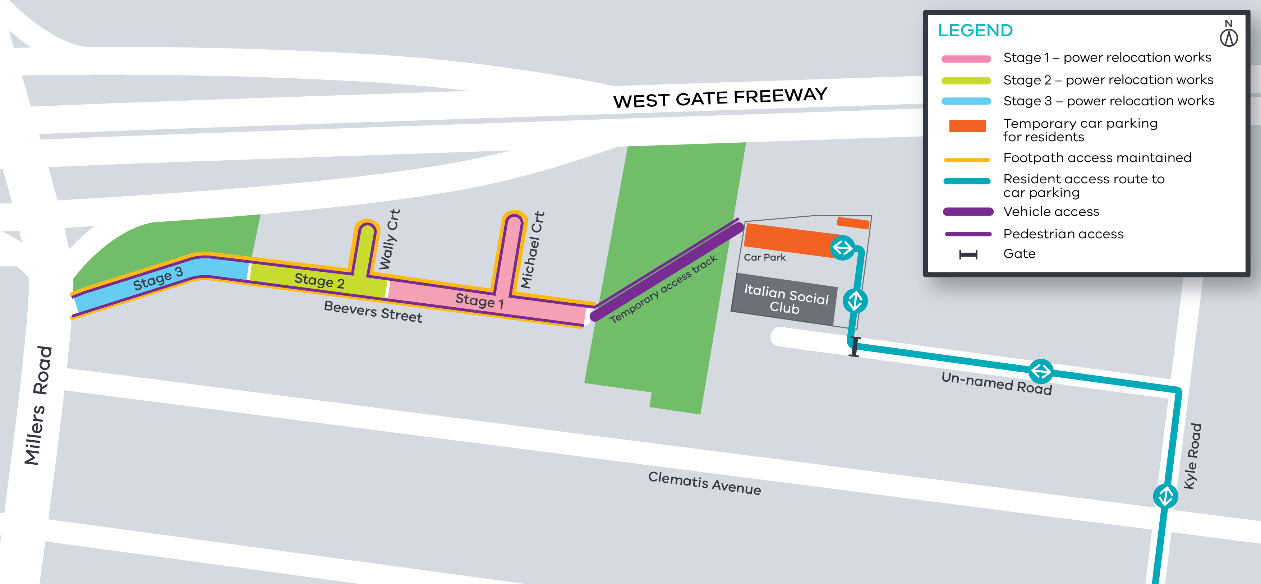 WEST GATE FREEWAY
LEGEND
N
Stage 1 – power relocation works
Stage 2 – power relocation works
Stage 3 – power relocation works
Temporary car parking
for residents
Footpath access maintained
Resident access route to
car parking
Vehicle access
Pedestrian access
Gate
Wally Crt
Michael Crt
Stage 3
Stage 2
Stage 1
Beevers Street
Temporary access track
Car Park
Italian Social
Club
Millers Road
Un-named Road
Kyle Road
Clematis Avenue